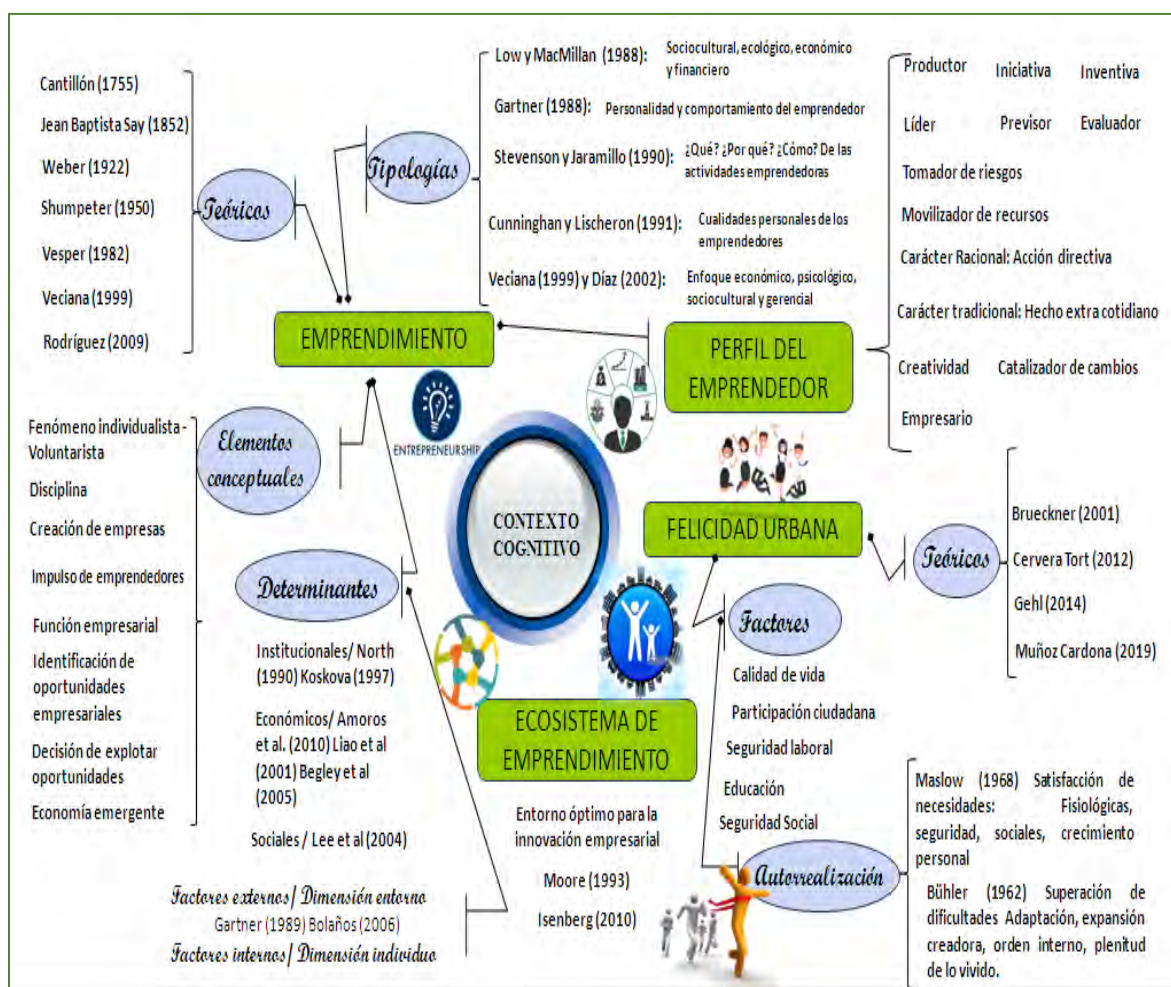 Cantillón (1755)
Jean Baptista Say (1852)
Weber (1922)
Shumpeter (1950)
Vesper (1982)
Veciana (1999)
Rodríguez (2009)
Teóricos
Tipologías
Low y MacMillan (1988):
Sociocultural, ecológico, económico
y financiero
Gartner (1988):
Personalidad y comportamiento del emprendedor
Stevenson y Jaramillo (1990):
¿Qué? ¿Por qué? ¿Cómo? De las
actividades emprendedoras
Cunninghan y Lischeron (1991):
Cualidades personales de los
emprendedores
Veciana (1999) y Díaz (2002):
Enfoque económico, psicológico,
sociocultural y gerencial
EMPRENDIMIENTO
PERFIL DEL
EMPRENDEDOR
Productor
Iniciativa
Inventiva
Líder
Previsor
Evaluador
Tomador de riesgos
Movilizador de recursos
Carácter Racional: Acción directiva
Carácter tradicional: Hecho extra cotidiano
Creatividad
Catalizador de cambios
Empresario
ENTREPRENEURSHIP
Elementos
conceptuales
Fenómeno individualista -
Voluntarista
Disciplina
Creación de empresas
Impulso de emprendedores
Función empresarial
Identificación de
oportunidades
empresariales
Decisión de explotar
oportunidades
Economía emergente
CONTEXTO
COGNITIVO
FELICIDAD URBANA
Teóricos
Brueckner (2001)
Cervera Tort (2012)
Gehl (2014)
Muñoz Cardona (2019)
Determinantes
Institucionales/ North
(1990) Koskova (1997)
Económicos/ Amoros
et al. (2010) Liao et al
(2001) Begley et al
(2005)
Sociales / Lee et al (2004)
Factores externos/ Dimensión entorno
Gartner (1989) Bolaños (2006)
Factores internos/ Dimensión individuo
ECOSISTEMA DE
EMPRENDIMIENTO
Entorno óptimo para la
innovación empresarial
Moore (1993)
Isenberg (2010)
Factores
Calidad de vida
Participación ciudadana
Seguridad laboral
Educación
Seguridad Social
Autorrealización
Maslow (1968) Satisfacción de
necesidades: Fisiológicas,
seguridad, sociales, crecimiento
personal
Bühler (1962) Superación de
dificultades Adaptación, expansión
creadora, orden interno, plenitud
de lo vivido.